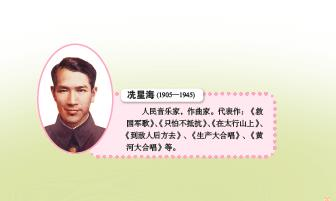 冼星海 (1905—1945)
人民音乐家，作曲家。代表作：《救
国军歌》、《只怕不抵抗》、《在太行山上》、
《到敌人后方去》、《生产大合唱》、《黄
河大合唱》等。